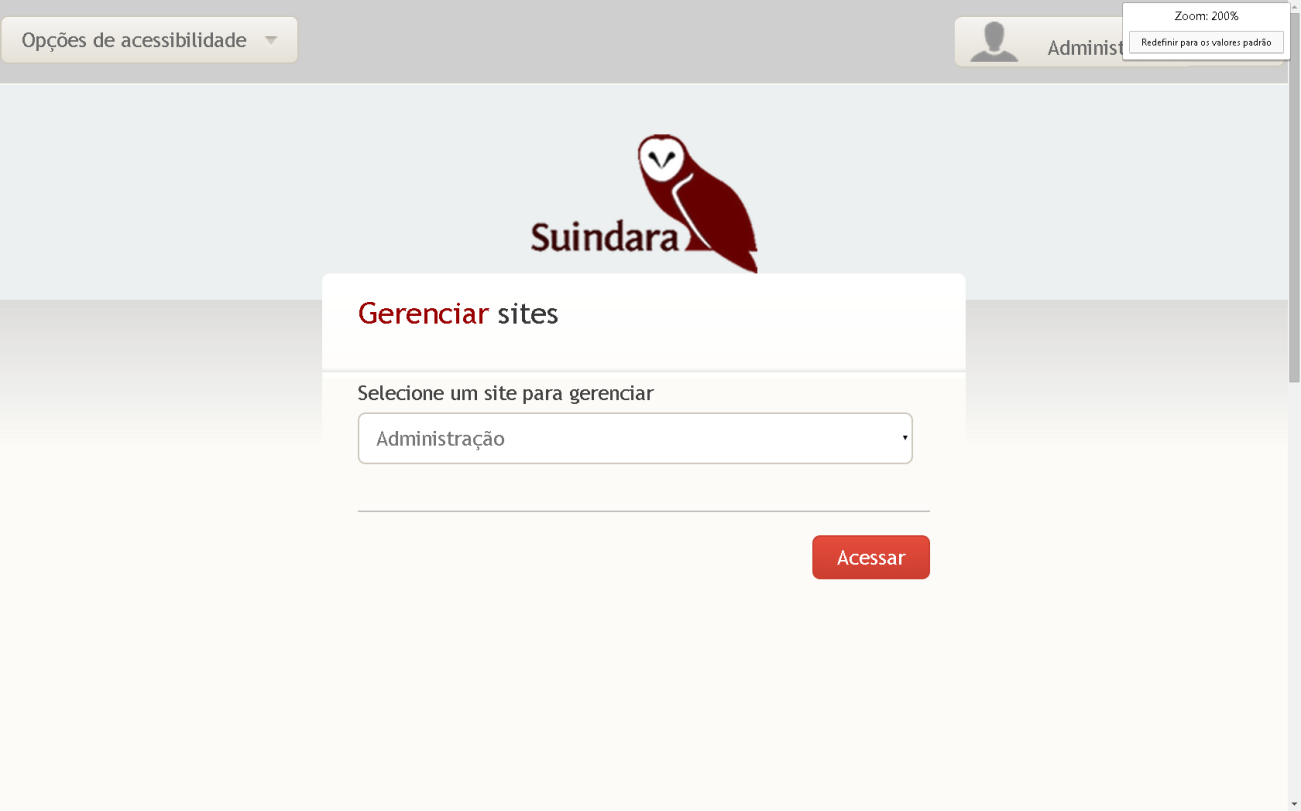 Opções de acessibilidade
Zoom: 200%
Redefinir para os valores padrão
Suindara
Gerenciar sites
Selecione um site para gerenciar
Administração
Acessar